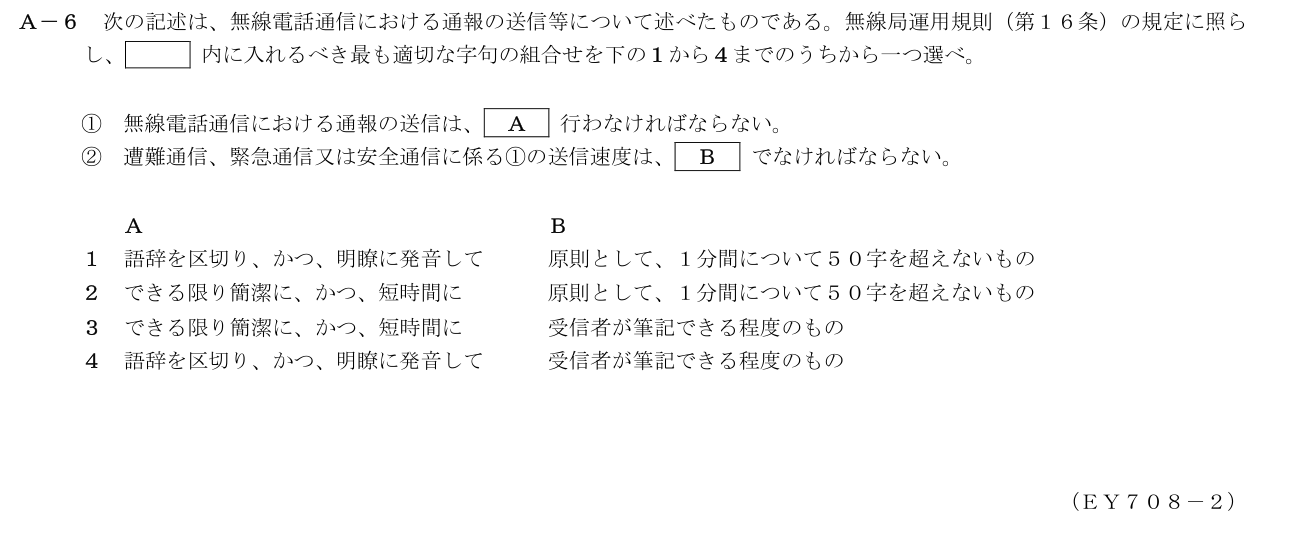 A－6　次の記述は、無線電話通信における通報の送信等について述べたものである。無線局運用規則（第１６条）の規定に照ら
し、 内に入れるべき最も適切な字句の組合せを下の1から4までのうちから一つ選べ。
①　無線電話通信における通報の送信は、 A 行わなければならない。
②　遭難通信、緊急通信又は安全通信に係る①の送信速度は、 B でなければならない。
A　B
1　語辞を区切り、かつ、明瞭に発音して　原則として、１分間について５０字を超えないもの
2　できる限り簡潔に、かつ、短時間に　原則として、１分間について５０字を超えないもの
3　できる限り簡潔に、かつ、短時間に　受信者が筆記できる程度のもの
4　語辞を区切り、かつ、明瞭に発音して　受信者が筆記できる程度のもの
（ＥＹ７０８－２）